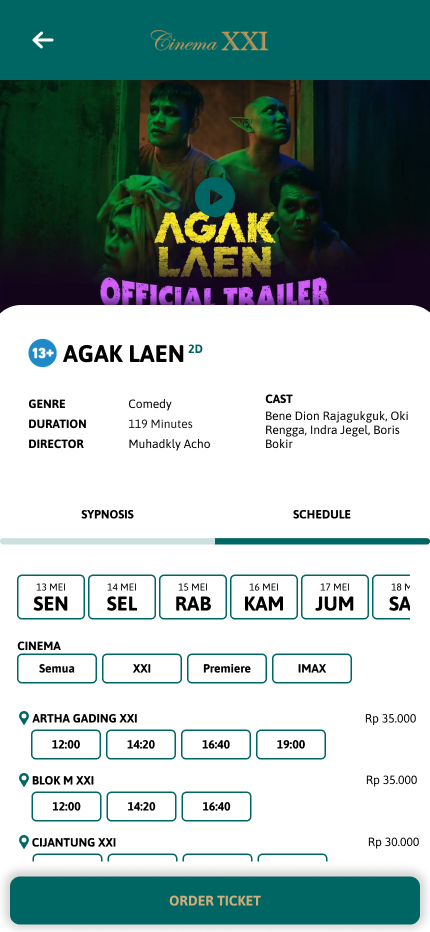 Cinema XXI
AGAK
LAEN
OFFICIAL TRAILER
13+ AGAK LAEN 2D
GENRE Comedy
DURATION 119 Minutes
DIRECTOR Muhadkly Acho
CAST
Bene Dion Rajagukguk, Oki
Rengga, Indra Jegel, Boris
Bokir
SYPNOSIS SCHEDULE
13 MEI 14 MEI 15 MEI 16 MEI 17 MEI 18 M
SEN SEL RAB KAM JUM SA
CINEMA
Semua XXI Premiere IMAX
ARTHA GADING XXI Rp 35.000
12:00 14:20 16:40 19:00
BLOK M XXI Rp 35.000
12:00 14:20 16:40
CIJANTUNG XXI Rp 30.000
ORDER TICKET